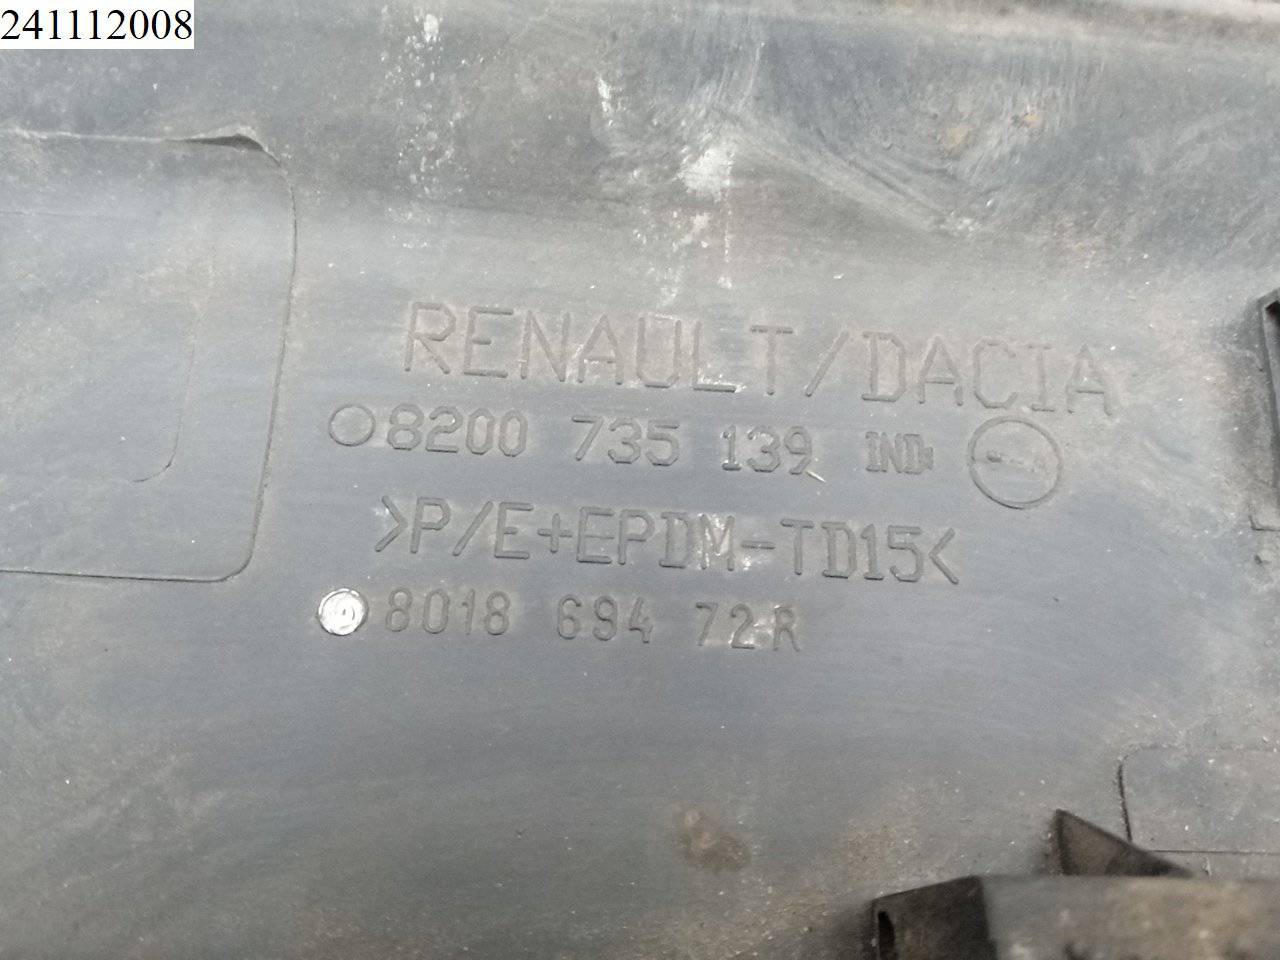 241112008
RENAULT/DACIA
8200 735 139 IND:
>P/E+EPDM-TD15<
8018 694 72R